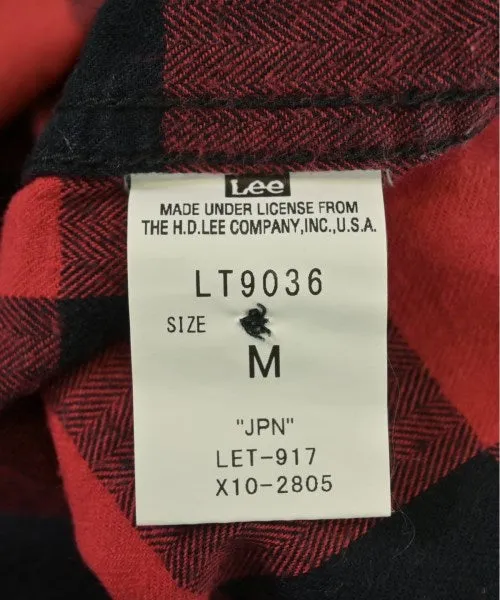 Lee
MADE UNDER LICENSE FROM
THE H.D.LEE COMPANY,INC.,U.S.A.
LT9036
SIZE
M
"JPN"
LET-917
X10-2805